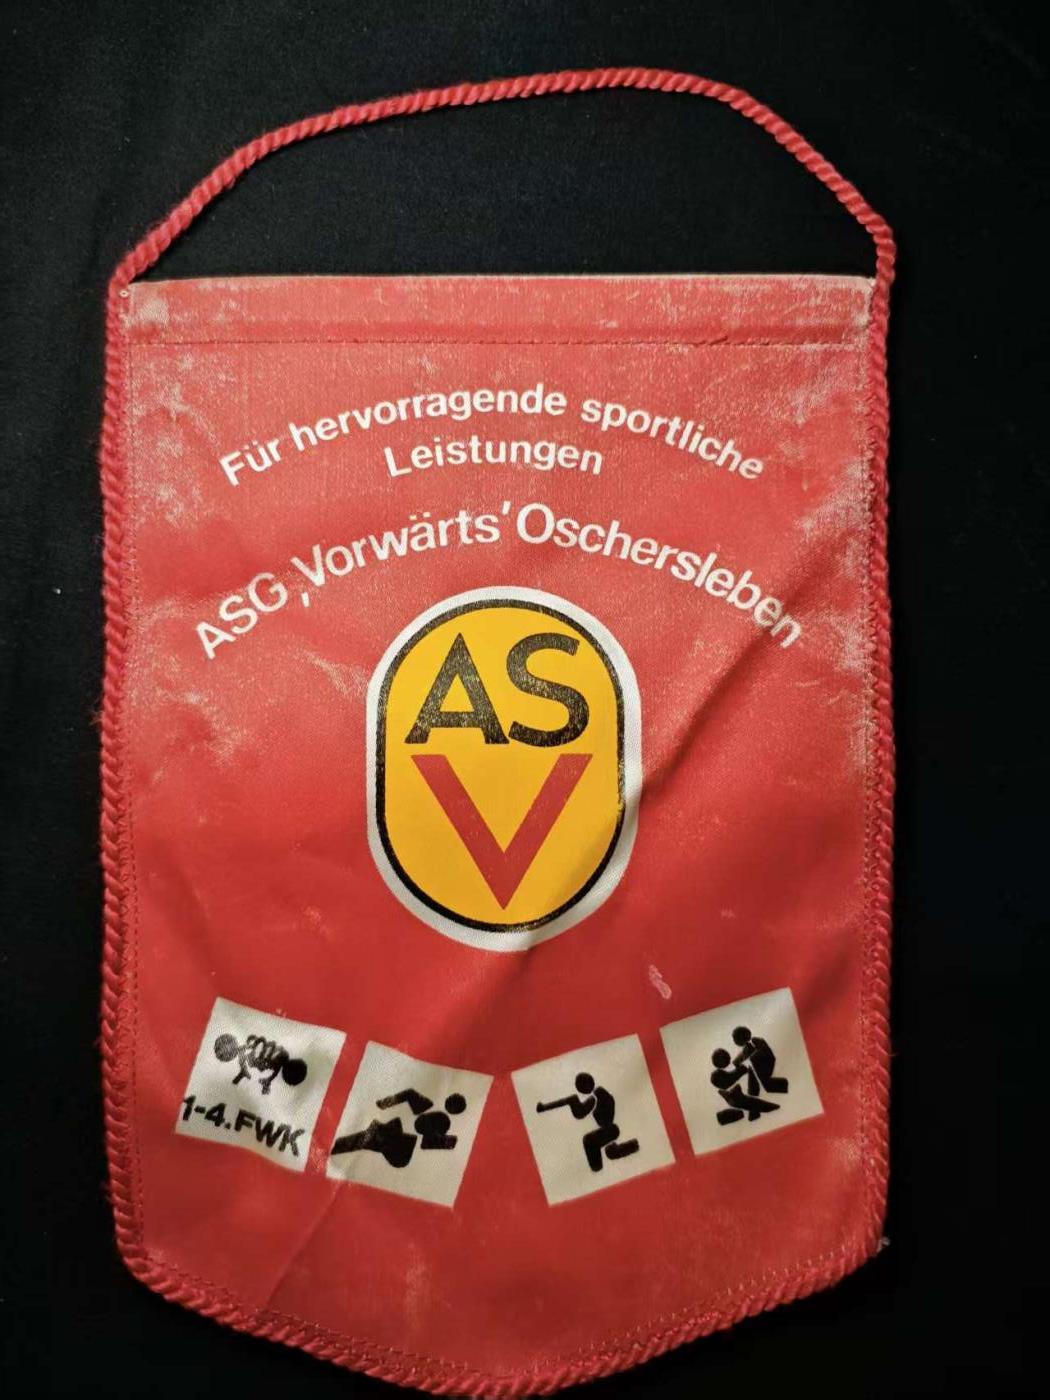 Für hervorragende sportliche
Leistungen
ASG ‚Vorwärts' Oschersleben
AS
V
1-4.FWK